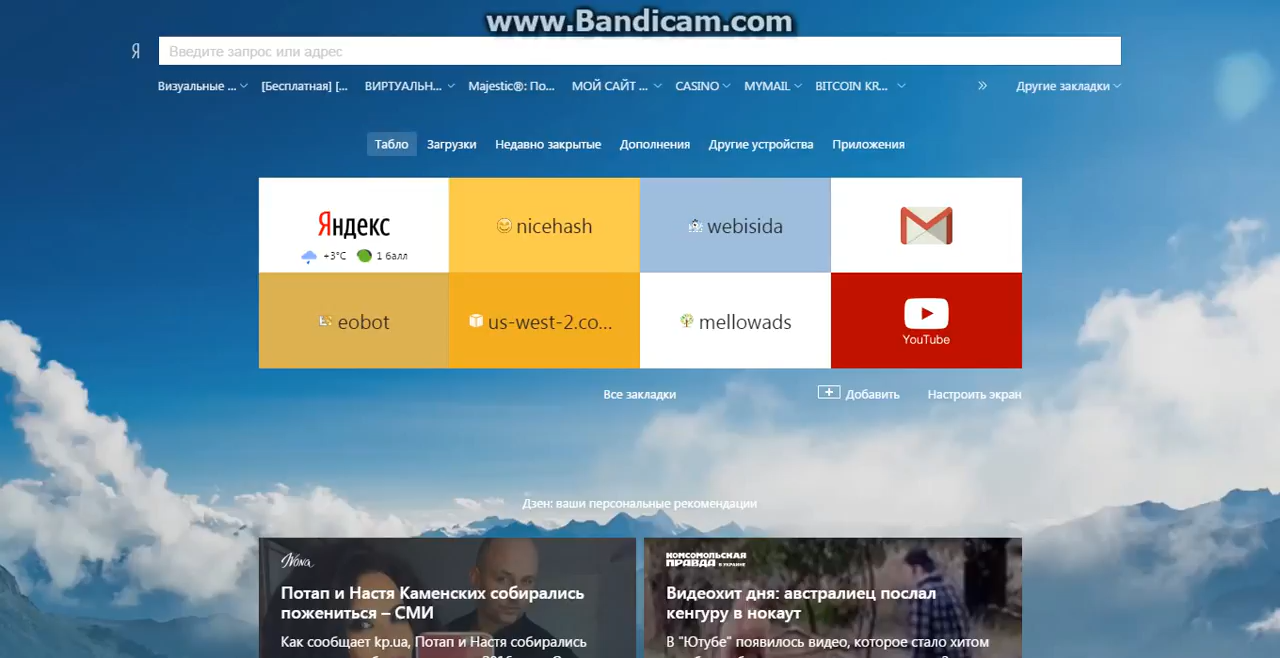 www.Bandicam.com
Я Введите запрос или адрес
Визуальные ... [Бесплатная] [... ВИРТУАЛЬН... Majestic®: По... МОЙ САЙТ ... CASINO MYMAIL BITCOIN KR... » Другие закладки
Табло Загрузки Недавно закрытые Дополнения Другие устройства Приложения
Яндекс
+3°C 1 балл
nicehash
webisida
eobot
us-west-2.co...
mellowads
YouTube
Все закладки Добавить Настроить экран
Дзен: ваши персональные рекомендации
Wona
Потап и Настя Каменских собирались
пожениться – СМИ
Как сообщает kp.ua, Потап и Настя собирались
КОМСОМОЛЬСКАЯ
ПРАВДА В УКРАИНЕ
Видеохит дня: австралиец послал
кенгуру в нокаут
В "Ютубе" появилось видео, которое стало хитом